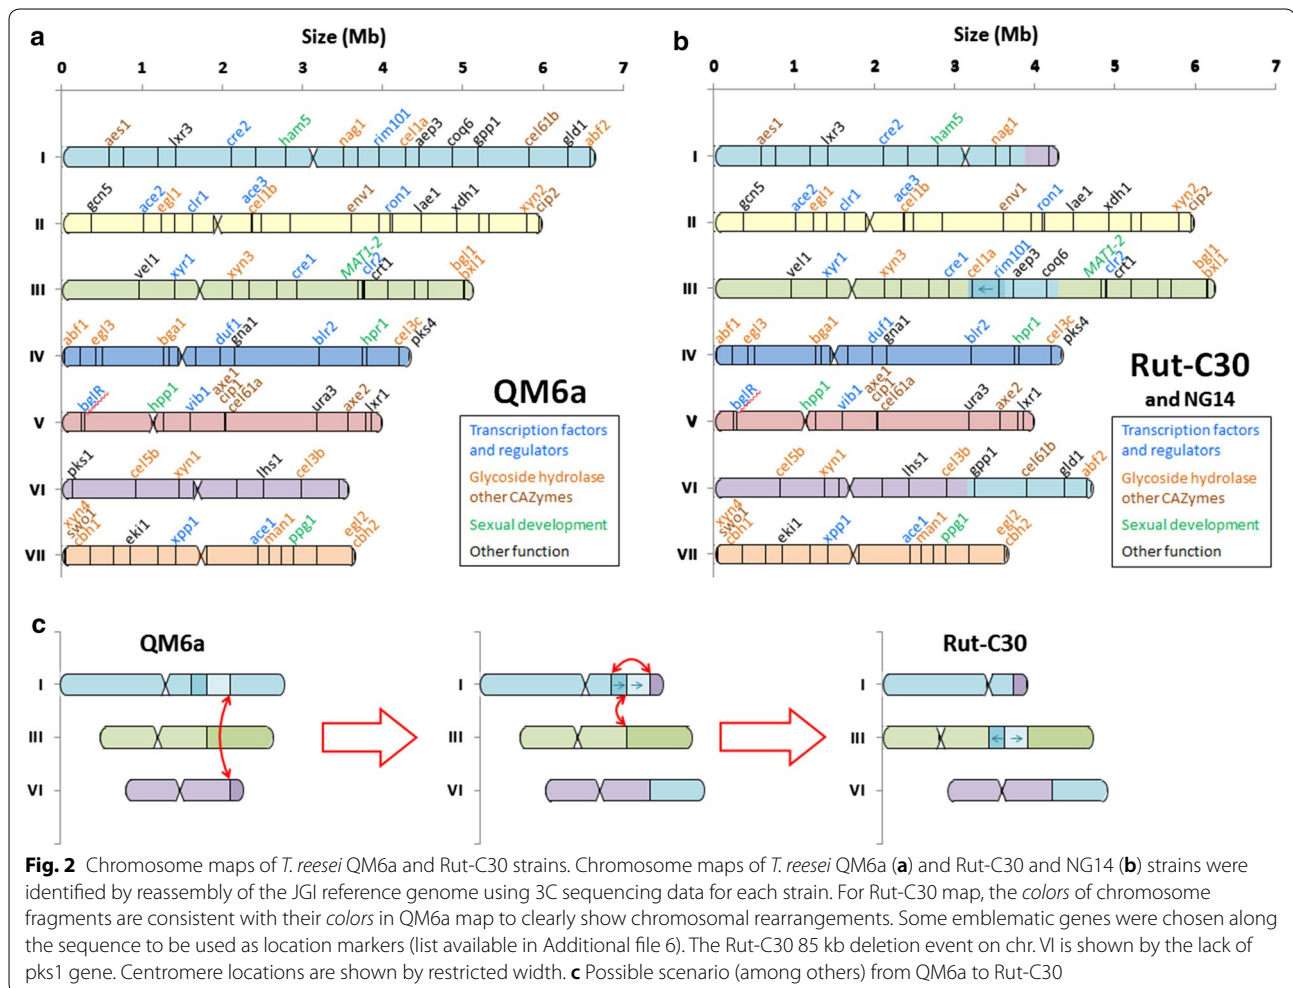 a
Size (Mb)
0 1 2 3 4 5 6 7
I aes1 lxr3 cre2 ham5 nag1 rim101 cel1a aep3 coq6 gpp1 cel61b gld1 abf2
II gcn5 ace2 egl1 clr1 ace3 cel1b env1 ron1 lae1 xdh1 xyn2 cip2
III vel1 xyr1 xyn3 cre1 MAT1-2 clr2 crt1 bgl1 bxl1
IV abf1 egl3 bga1 duf1 gna1 blr2 hpr1 cel3c pks4
V bglR hpp1 vib1 axe1 cip1 cel61a ura3 axe2 lxr1
VI pks1 cel5b xyn1 lhs1 cel3b
VII xyn4 swo1 cbh1 eki1 xpp1 ace1 man1 ppg1 egl2 cbh2
QM6a
Transcription factors
and regulators
Glycoside hydrolase
other CAZymes
Sexual development
Other function
b
Size (Mb)
0 1 2 3 4 5 6 7
I aes1 lxr3 cre2 ham5 nag1
II gcn5 ace2 egl1 clr1 ace3 cel1b env1 ron1 lae1 xdh1 xyn2 cip2
III vel1 xyr1 xyn3 cre1 cel1a rim101 aep3 coq6 MAT1-2 clr2 crt1 bgl1 bxl1
IV abf1 egl3 bga1 duf1 gna1 blr2 hpr1 cel3c pks4
V bglR hpp1 vib1 axe1 cip1 cel61a ura3 axe2 lxr1
VI cel5b xyn1 lhs1 cel3b gpp1 cel61b gld1 abf2
VII xyn4 swo1 cbh1 eki1 xpp1 ace1 man1 ppg1 egl2 cbh2
Rut-C30
and NG14
Transcription factors
and regulators
Glycoside hydrolase
other CAZymes
Sexual development
Other function
c
QM6a
I
III
VI
I
III
VI
Rut-C30
I
III
VI
Fig. 2 Chromosome maps of T. reesei QM6a and Rut-C30 strains. Chromosome maps of T. reesei QM6a (a) and Rut-C30 and NG14 (b) strains were
identified by reassembly of the JGI reference genome using 3C sequencing data for each strain. For Rut-C30 map, the colors of chromosome
fragments are consistent with their colors in QM6a map to clearly show chromosomal rearrangements. Some emblematic genes were chosen along
the sequence to be used as location markers (list available in Additional file 6). The Rut-C30 85 kb deletion event on chr. VI is shown by the lack of
pks1 gene. Centromere locations are shown by restricted width. c Possible scenario (among others) from QM6a to Rut-C30